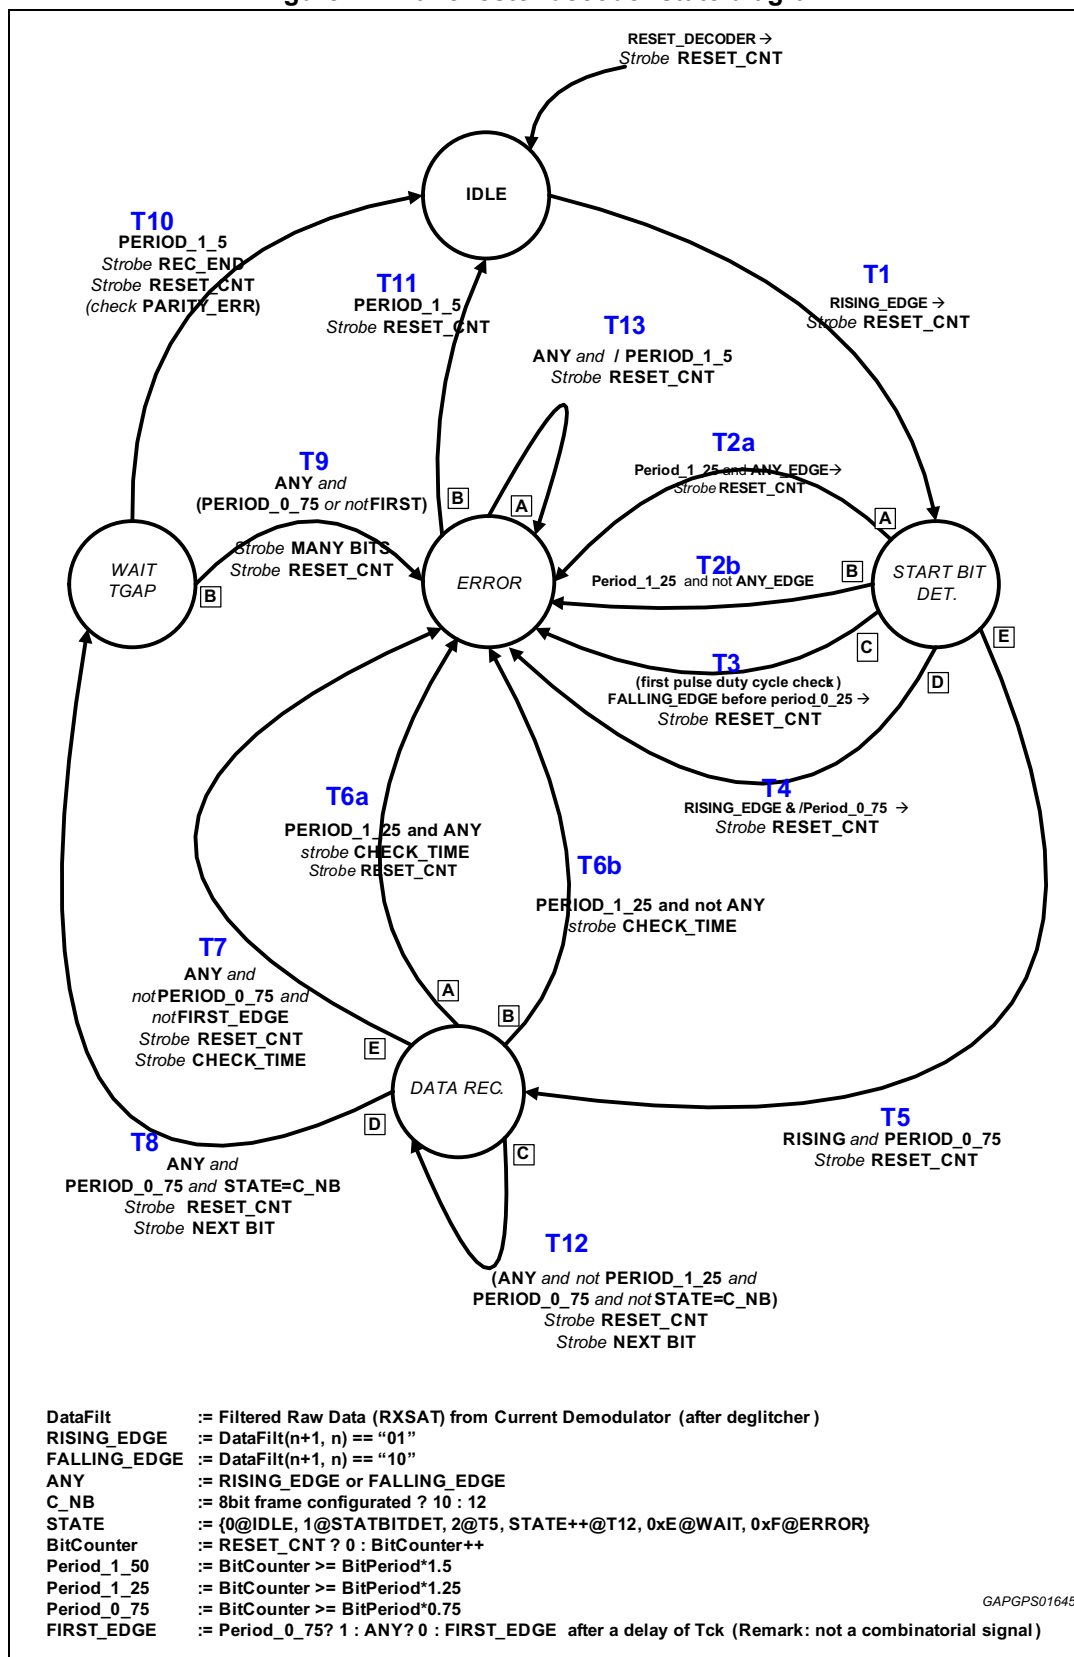 RESET_DECODER →
Strobe RESET_CNT
IDLE
T10
PERIOD_1_5
Strobe REC_END
Strobe RESET_CNT
(check PARITY_ERR)
T11
PERIOD_1_5
Strobe RESET_CNT
T1
RISING_EDGE →
Strobe RESET_CNT
T13
ANY and / PERIOD_1_5
Strobe RESET_CNT
T2a
Period_1_25 and ANY_EDGE→
Strobe RESET_CNT
T9
ANY and
(PERIOD_0_75 or not FIRST)
Strobe MANY BITS
Strobe RESET_CNT
B
A
A
WAIT
TGAP
B
ERROR
T2b
Period_1_25 and not ANY_EDGE
B
START BIT
DET.
C
E
D
T3
(first pulse duty cycle check)
FALLING_EDGE before period_0_25 →
Strobe RESET_CNT
T4
RISING_EDGE & /Period_0_75 →
Strobe RESET_CNT
T6a
PERIOD_1_25 and ANY
strobe CHECK_TIME
Strobe RESET_CNT
T6b
PERIOD_1_25 and not ANY
strobe CHECK_TIME
T7
ANY and
not PERIOD_0_75 and
not FIRST_EDGE
Strobe RESET_CNT
Strobe CHECK_TIME
A
B
E
DATA REC.
D
C
T5
RISING and PERIOD_0_75
Strobe RESET_CNT
T8
ANY and
PERIOD_0_75 and STATE=C_NB
Strobe RESET_CNT
Strobe NEXT BIT
T12
(ANY and not PERIOD_1_25 and
PERIOD_0_75 and not STATE=C_NB)
Strobe RESET_CNT
Strobe NEXT BIT
DataFilt := Filtered Raw Data (RXSAT) from Current Demodulator (after deglitcher)
RISING_EDGE := DataFilt(n+1, n) == “01”
FALLING_EDGE := DataFilt(n+1, n) == “10”
ANY := RISING_EDGE or FALLING_EDGE
C_NB := 8bit frame configurated ? 10 : 12
STATE := {0@IDLE, 1@STATBITDET, 2@T5, STATE++@T12, 0xE@WAIT, 0xF@ERROR}
BitCounter := RESET_CNT ? 0 : BitCounter++
Period_1_50 := BitCounter >= BitPeriod*1.5
Period_1_25 := BitCounter >= BitPeriod*1.25
Period_0_75 := BitCounter >= BitPeriod*0.75
FIRST_EDGE := Period_0_75? 1 : ANY? 0 : FIRST_EDGE after a delay of Tck (Remark: not a combinatorial signal)
GAPGPS01645